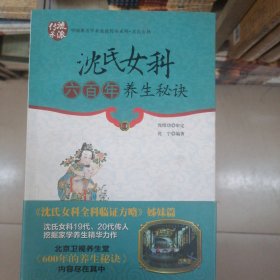 流派传承
沈氏女科
六百年养生秘诀
《沈氏女科全科临证方略》姊妹篇
沈氏女科19代、20代传人
挖掘家学养生精华力作
北京卫视养生堂
《600年的养生秘诀》
内容尽在其中